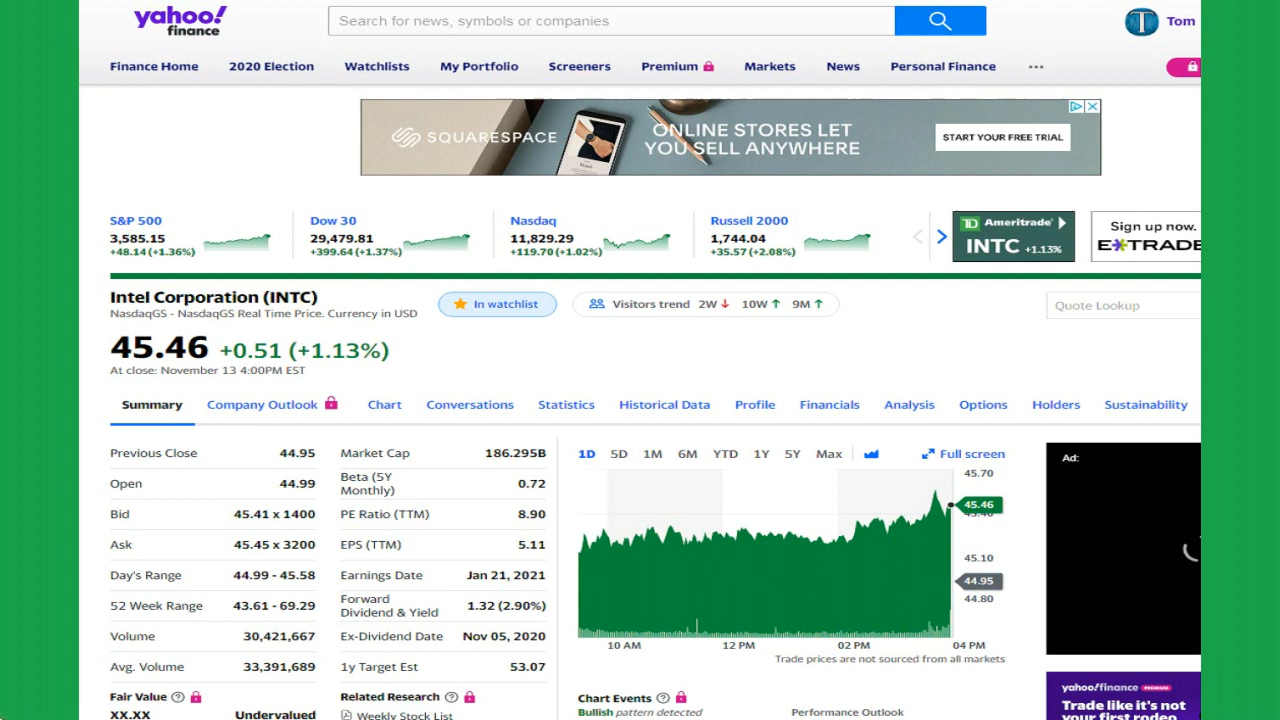 yahoo!
finance
Search for news, symbols or companies
T
Tom
Finance Home
2020 Election
Watchlists
My Portfolio
Screeners
Premium
Markets
News
Personal Finance
...
SQUARESPACE
ONLINE STORES LET
YOU SELL ANYWHERE
START YOUR FREE TRIAL
S&P 500
3,585.15
+48.14 (+1.36%)
Dow 30
29,479.81
+399.64 (+1.37%)
Nasdaq
11,829.29
+119.70 (+1.02%)
Russell 2000
1,744.04
+35.57 (+2.08%)
TD Ameritrade
INTC +1.13%
Sign up now.
E*TRADE
Intel Corporation (INTC)
NasdaqGS - NasdaqGS Real Time Price. Currency in USD
In watchlist
Visitors trend 2W↓ 10W↑ 9M↑
Quote Lookup
45.46 +0.51 (+1.13%)
At close: November 13 4:00PM EST
Summary
Company Outlook
Chart
Conversations
Statistics
Historical Data
Profile
Financials
Analysis
Options
Holders
Sustainability
Previous Close 44.95
Open 44.99
Bid 45.41 x 1400
Ask 45.45 x 3200
Day's Range 44.99 - 45.58
52 Week Range 43.61 - 69.29
Volume 30,421,667
Avg. Volume 33,391,689
Fair Value
XX.XX Undervalued
Market Cap 186.295B
Beta (5Y
Monthly) 0.72
PE Ratio (TTM) 8.90
EPS (TTM) 5.11
Earnings Date Jan 21, 2021
Forward
Dividend & Yield 1.32 (2.90%)
Ex-Dividend Date Nov 05, 2020
1y Target Est 53.07
Related Research
Weekly Stock List
1D 5D 1M 6M YTD 1Y 5Y Max
Full screen
45.70
45.46
45.40
45.10
44.95
44.80
10 AM 12 PM 02 PM 04 PM
Trade prices are not sourced from all markets
Chart Events
Bullish pattern detected
Performance Outlook
Ad:
yahoo!finance PREMIUM
Trade like it's not
your first rodeo